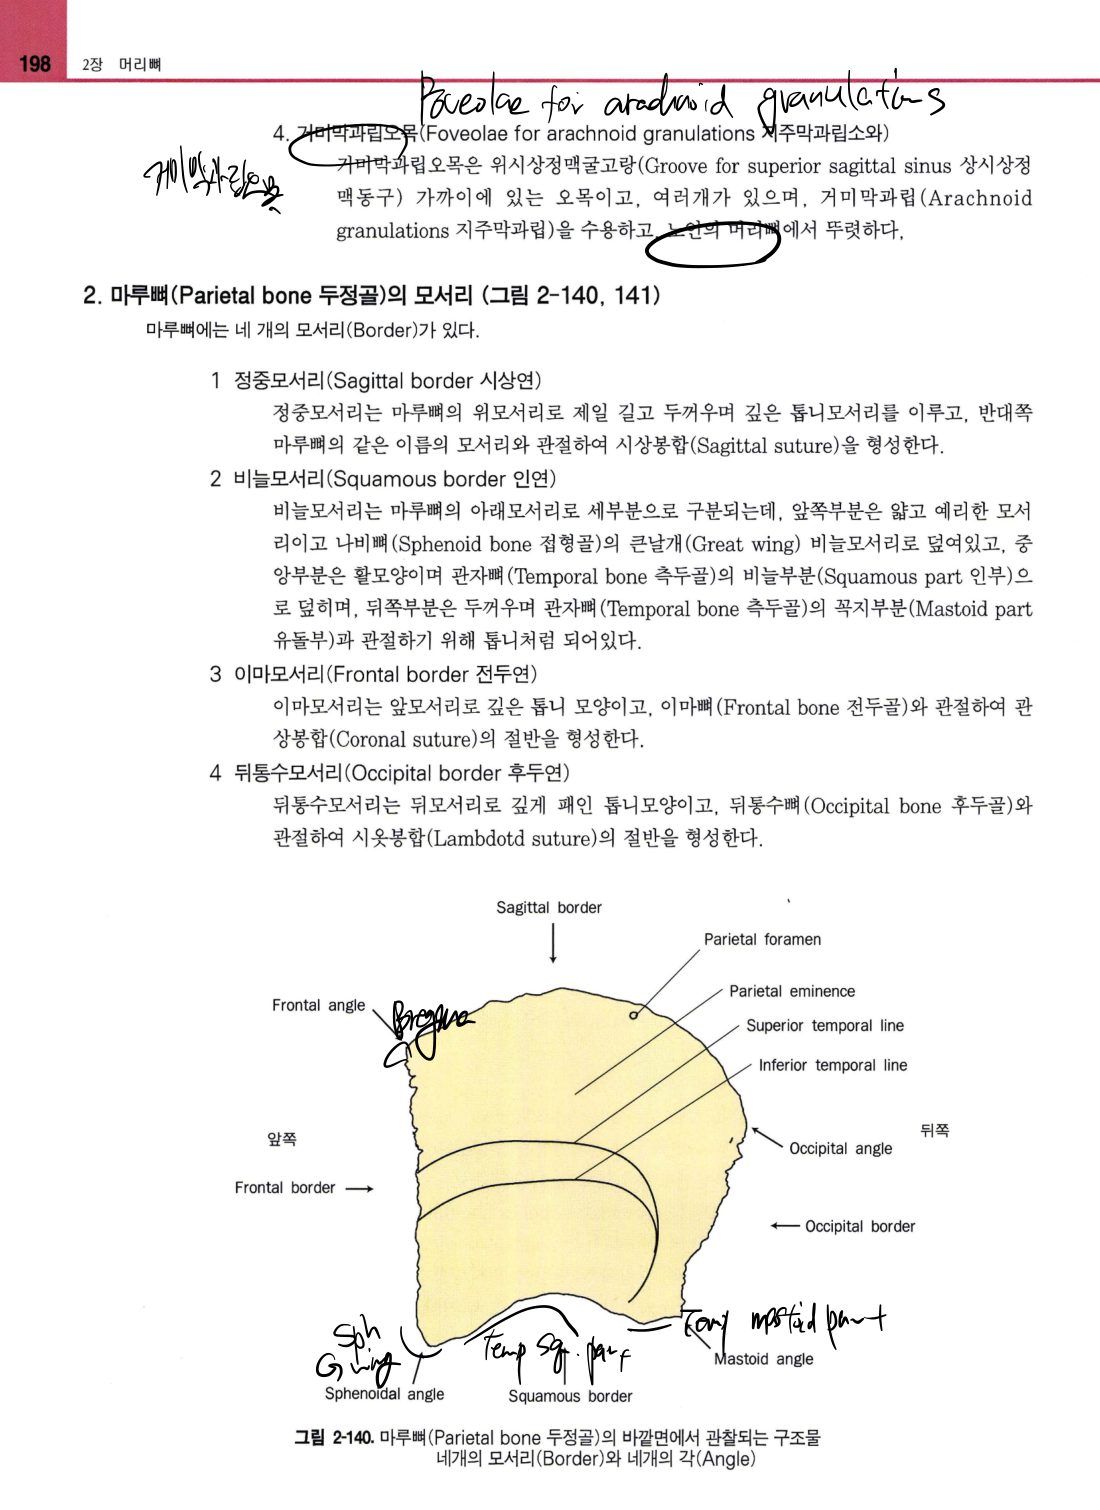 198 2장 머리뼈
Foveolae for arachnoid granulations
4. 거미막과립오목(Foveolae for arachnoid granulations 지주막과립소와)
거미막과립오목
거미막과립오목은 위시상정맥굴고랑(Groove for superior sagittal sinus 상시상정
맥동구) 가까이에 있는 오목이고, 여러개가 있으며, 거미막과립(Arachnoid
granulations 지주막과립)을 수용하고, 노인의 머리뼈에서 뚜렷하다.
2. 마루뼈(Parietal bone 두정골)의 모서리 (그림 2-140, 141)
마루뼈에는 네 개의 모서리(Border)가 있다.
1 정중모서리(Sagittal border 시상연)
정중모서리는 마루뼈의 위모서리로 제일 길고 두꺼우며 깊은 톱니모서리를 이루고, 반대쪽
마루뼈의 같은 이름의 모서리와 관절하여 시상봉합(Sagittal suture)을 형성한다.
2 비늘모서리(Squamous border 인연)
비늘모서리는 마루뼈의 아래모서리로 세부분으로 구분되는데, 앞쪽부분은 얇고 예리한 모서
리이고 나비뼈(Sphenoid bone 접형골)의 큰날개(Great wing) 비늘모서리로 덮여있고, 중
앙부분은 활모양이며 관자뼈(Temporal bone 측두골)의 비늘부분(Squamous part 인부)으
로 덮히며, 뒤쪽부분은 두꺼우며 관자뼈(Temporal bone 측두골)의 꼭지부분(Mastoid part
유돌부)과 관절하기 위해 톱니처럼 되어있다.
3 이마모서리(Frontal border 전두연)
이마모서리는 앞모서리로 깊은 톱니 모양이고, 이마뼈(Frontal bone 전두골)와 관절하여 관
상봉합(Coronal suture)의 절반을 형성한다.
4 뒤통수모서리(Occipital border 후두연)
뒤통수모서리는 뒤모서리로 깊게 패인 톱니모양이고, 뒤통수뼈(Occipital bone 후두골)와
관절하여 시옷봉합(Lambdotd suture)의 절반을 형성한다.
Sagittal border
Parietal foramen
Parietal eminence
Frontal angle
Bregma
Superior temporal line
Inferior temporal line
앞쪽
뒤쪽
Occipital angle
Frontal border
Occipital border
Sph
G wing
Temp sq. part
Temp mastoid part
Mastoid angle
Sphenoidal angle
Squamous border
그림 2-140. 마루뼈(Parietal bone 두정골)의 바깥면에서 관찰되는 구조물
네개의 모서리(Border)와 네개의 각(Angle)